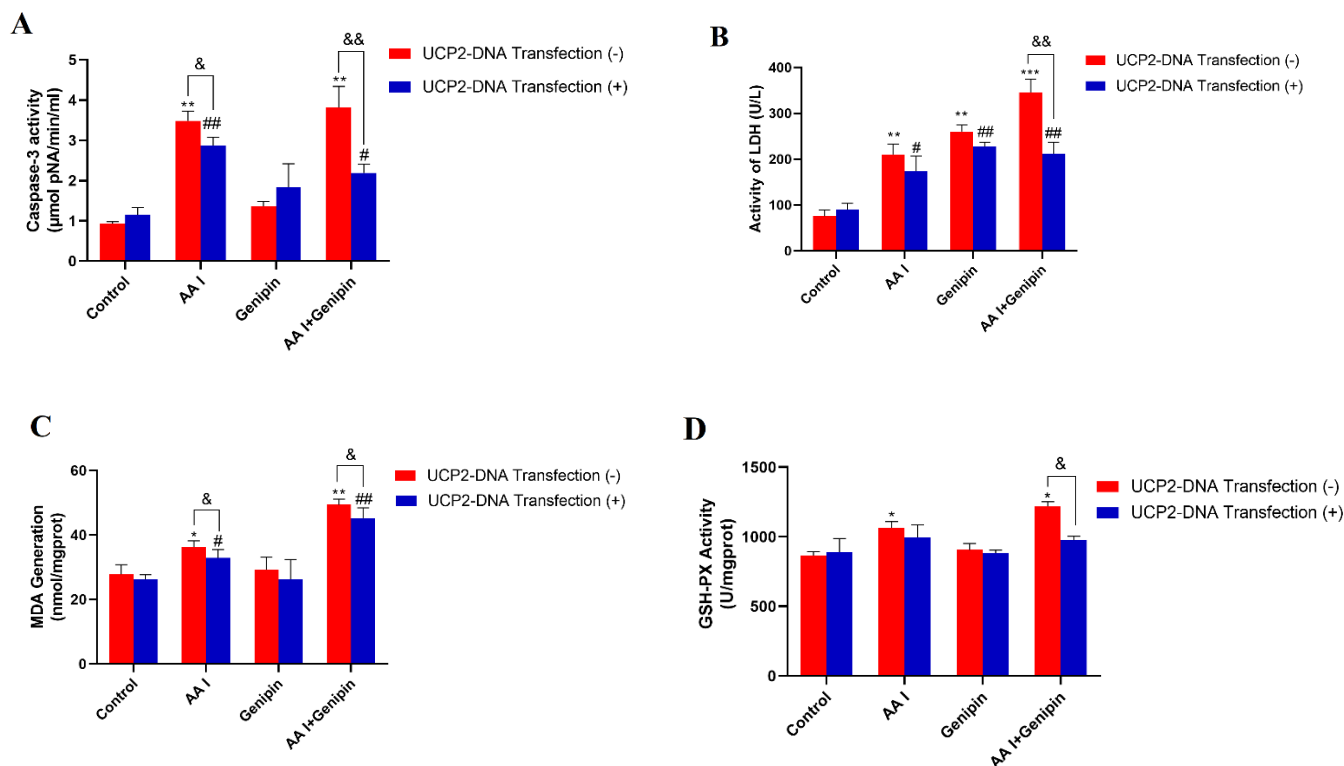 A
Caspase-3 activity
(µmol pNA/min/ml)
5
4
3
2
1
0
&
&&
**
##
**
#
Control
AA I
Genipin
AA I+Genipin
UCP2-DNA Transfection (-)
UCP2-DNA Transfection (+)
B
Activity of LDH (U/L)
400
300
200
100
0
&&
**
#
**
##
***
##
Control
AA I
Genipin
AA I+Genipin
UCP2-DNA Transfection (-)
UCP2-DNA Transfection (+)
C
MDA Generation
(nmol/mgprot)
60
40
20
0
&
&
*
#
**
##
Control
AA I
Genipin
AA I+Genipin
UCP2-DNA Transfection (-)
UCP2-DNA Transfection (+)
D
GSH-PX Activity
(U/mgprot)
1500
1000
500
0
&
*
*
Control
AA I
Genipin
AA I+Genipin
UCP2-DNA Transfection (-)
UCP2-DNA Transfection (+)